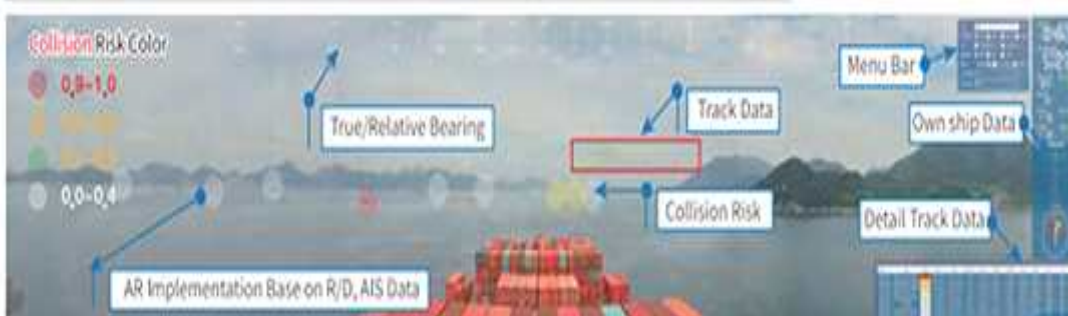 Collision Risk Color
0.9~1.0
0.0~0.4
True/Relative Bearing
Track Data
Menu Bar
Own ship Data
Collision Risk
Detail Track Data
AR Implementation Base on R/D, AIS Data